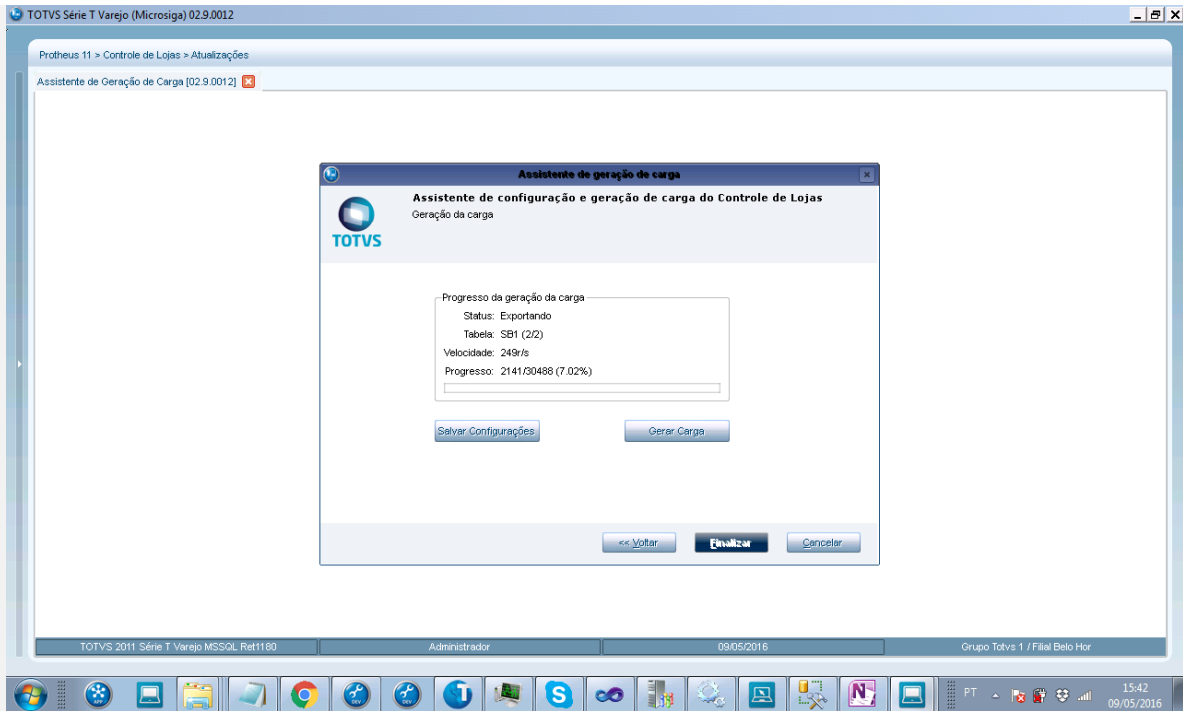 TOTVS Série T Varejo (Microsiga) 02.9.0012
Protheus 11 > Controle de Lojas > Atualizações
Assistente de Geração de Carga [02.9.0012]
Assistente de geração de carga
Assistente de configuração e geração de carga do Controle de Lojas
Geração da carga
TOTVS
Progresso da geração da carga
Status: Exportando
Tabela: SB1 (2/2)
Velocidade: 249r/s
Progresso: 2141/30488 (7.02%)
Salvar Configurações
Gerar Carga
<< Voltar
Finalizar
Cancelar
TOTVS 2011 Série T Varejo MSSQL Ret1180
Administrador
09/05/2016
Grupo Totvs 1 / Filial Belo Hor
APP
DEV
DEV
PT
15:42
09/05/2016